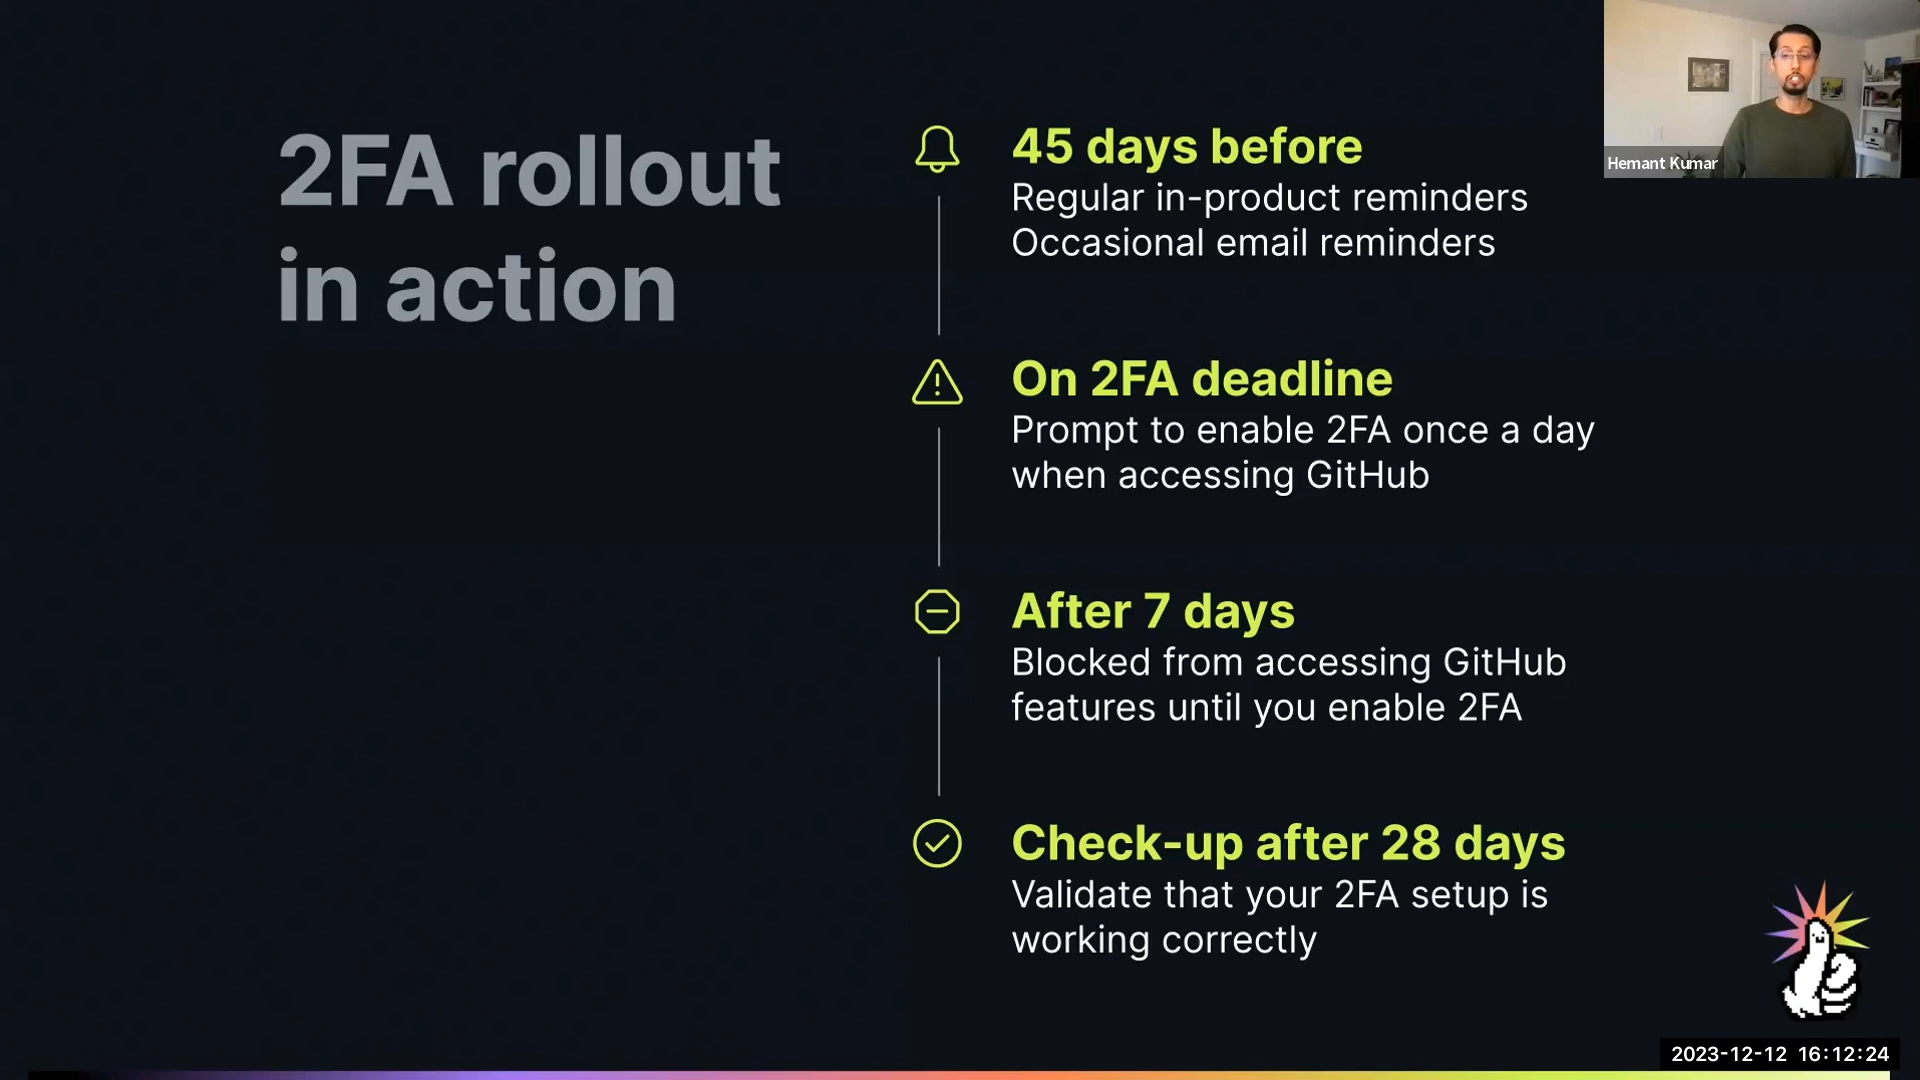 2FA rollout
in action
45 days before
Regular in-product reminders
Occasional email reminders
On 2FA deadline
Prompt to enable 2FA once a day
when accessing GitHub
After 7 days
Blocked from accessing GitHub
features until you enable 2FA
Check-up after 28 days
Validate that your 2FA setup is
working correctly
Hemant Kumar
2023-12-12 16:12:24